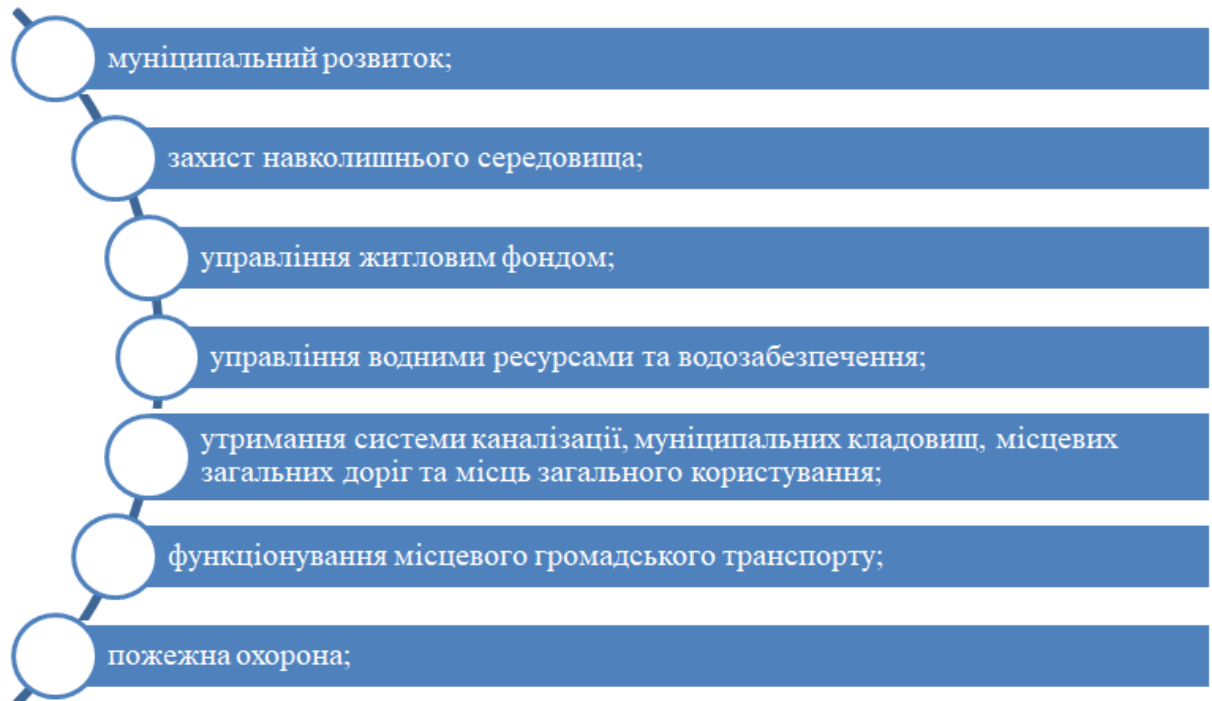 муніципальний розвиток;
захист навколишнього середовища;
управління житловим фондом;
управління водними ресурсами та водозабезпечення;
утримання системи каналізації, муніципальних кладовищ, місцевих
загальних доріг та місць загального користування;
функціонування місцевого громадського транспорту;
пожежна охорона;